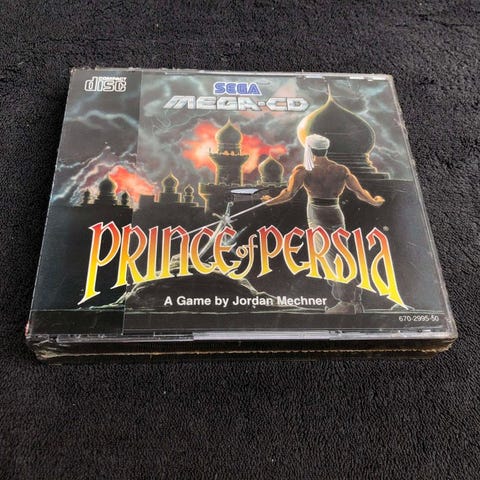 COMPACT
disc
SEGA
MEGA-CD
PRINCE of PERSIA®
A Game by Jordan Mechner
670-2995-50